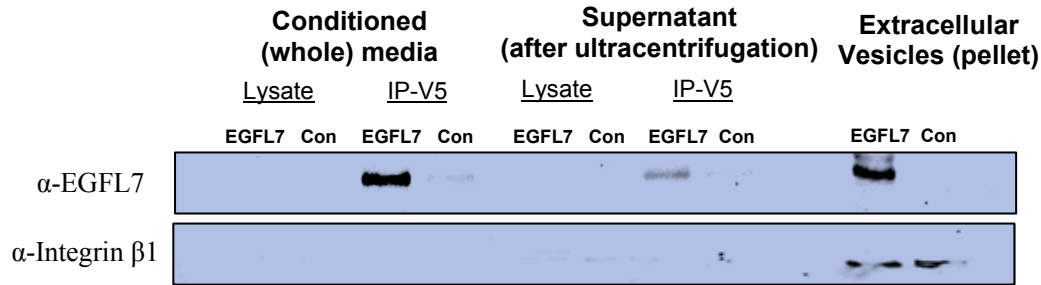 Conditioned
(whole) media
Supernatant
(after ultracentrifugation)
Extracellular
Vesicles (pellet)
Lysate IP-V5 Lysate IP-V5
EGFL7 Con EGFL7 Con EGFL7 Con EGFL7 Con EGFL7 Con
α-EGFL7
α-Integrin β1